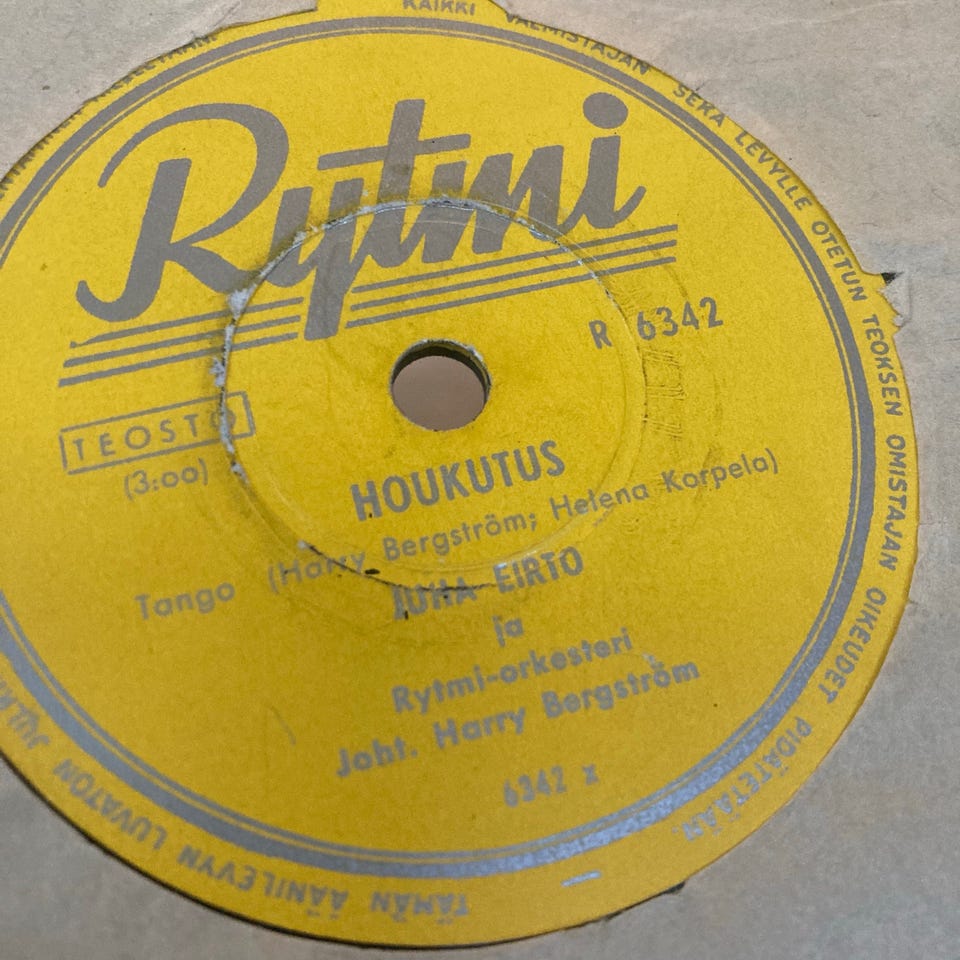 Rytmi
R 6342
TEOSTO
(3:00)
HOUKUTUS
Tango (Harry Bergström; Helena Korpela)
JUHA EIRTO
ja
Rytmi-orkesteri
Joht. Harry Bergström
6342 x
KAIKKI VALMISTAJAN SEKÄ LEVYLLE OTETUN TEOKSEN OMISTAJAN OIKEUDET PIDÄTETÄÄN.
TÄMÄN ÄÄNILEVYN LUVATON